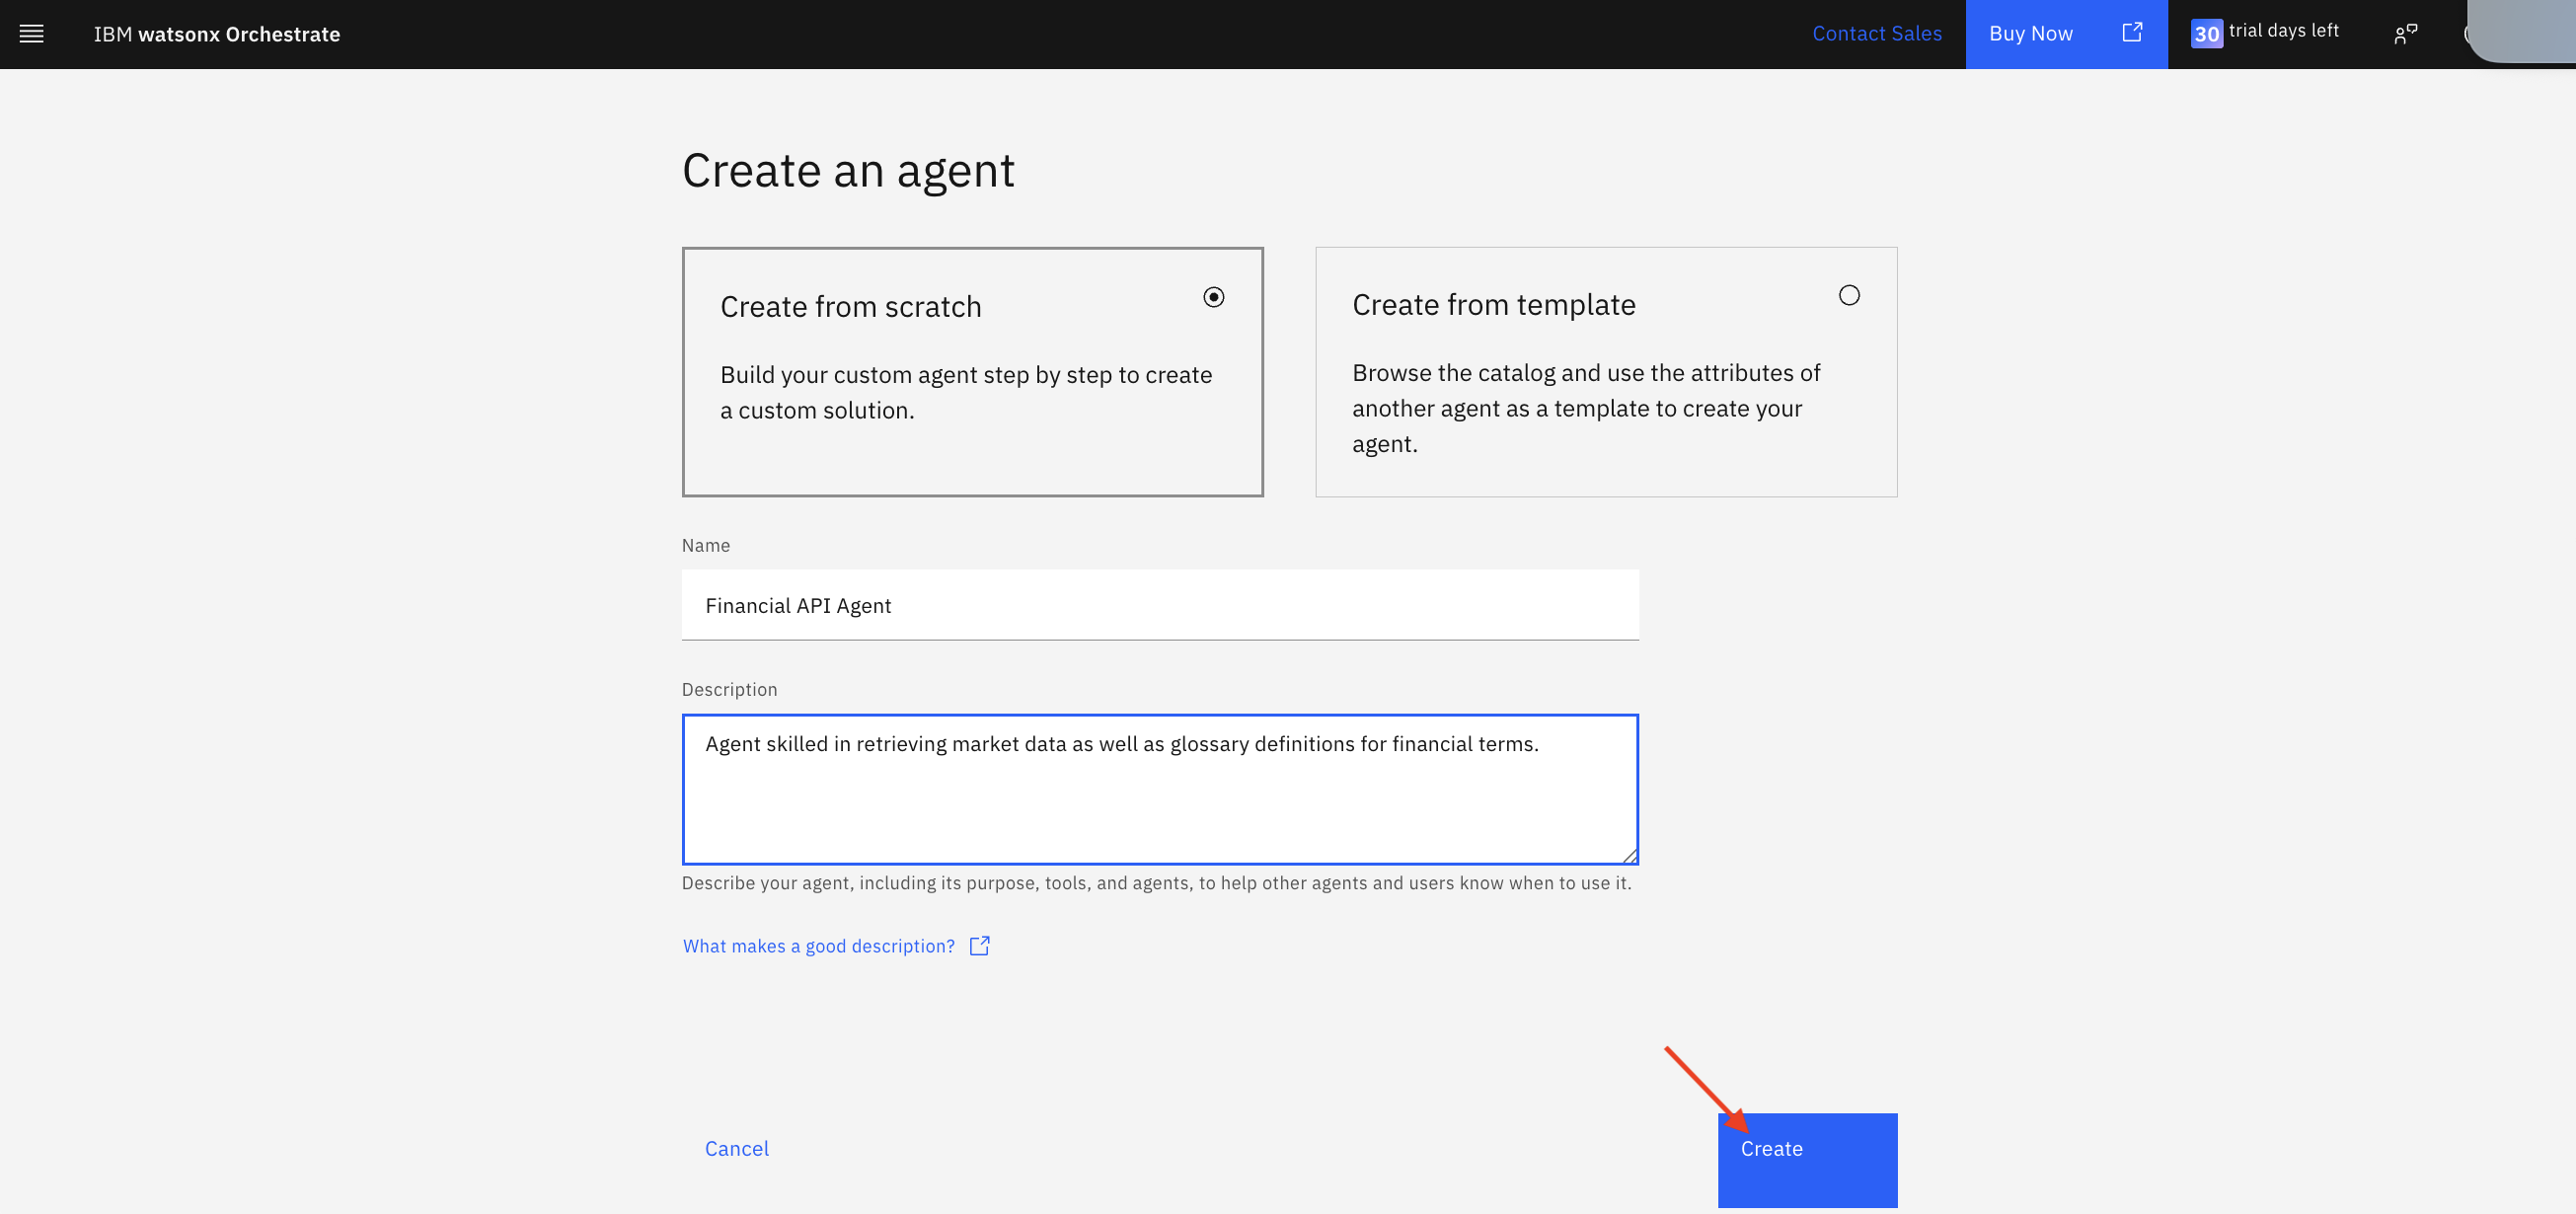 IBM watsonx Orchestrate
Contact Sales
Buy Now
30 trial days left
Create an agent
Create from scratch
Build your custom agent step by step to create
a custom solution.
Create from template
Browse the catalog and use the attributes of
another agent as a template to create your
agent.
Name
Financial API Agent
Description
Agent skilled in retrieving market data as well as glossary definitions for financial terms.
Describe your agent, including its purpose, tools, and agents, to help other agents and users know when to use it.
What makes a good description?
Cancel
Create